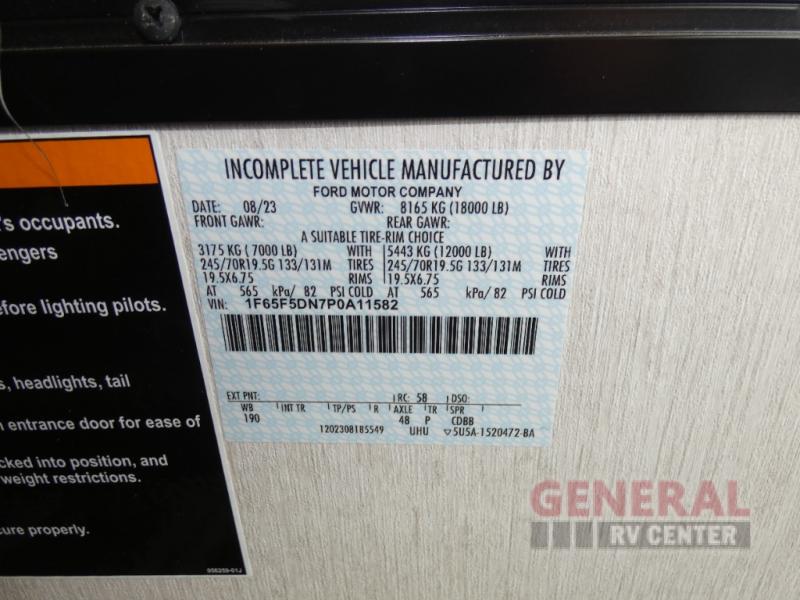 's occupants.
engers
efore lighting pilots.
s, headlights, tail
n entrance door for ease of
cked into position, and
weight restrictions.
cure properly.
956259-01J
INCOMPLETE VEHICLE MANUFACTURED BY
FORD MOTOR COMPANY
DATE: 08/23 GVWR: 8165 KG (18000 LB)
FRONT GAWR: REAR GAWR:
A SUITABLE TIRE-RIM CHOICE
3175 KG ( 7000 LB) WITH 5443 KG (12000 LB) WITH
245/70R19.5G 133/131M TIRES 245/70R19.5G 133/131M TIRES
19.5X6.75 RIMS 19.5X6.75 RIMS
AT 565 kPa/ 82 PSI COLD AT 565 kPa/ 82 PSI COLD
VIN: 1F65F5DN7P0A11582
EXT PNT: RC: 58 DSO:
WB INT TR TP/PS R AXLE TR SPR
190 48 P CDBB
1202308185549 UHU 5U5A-1520472-BA
GENERAL
RV CENTER